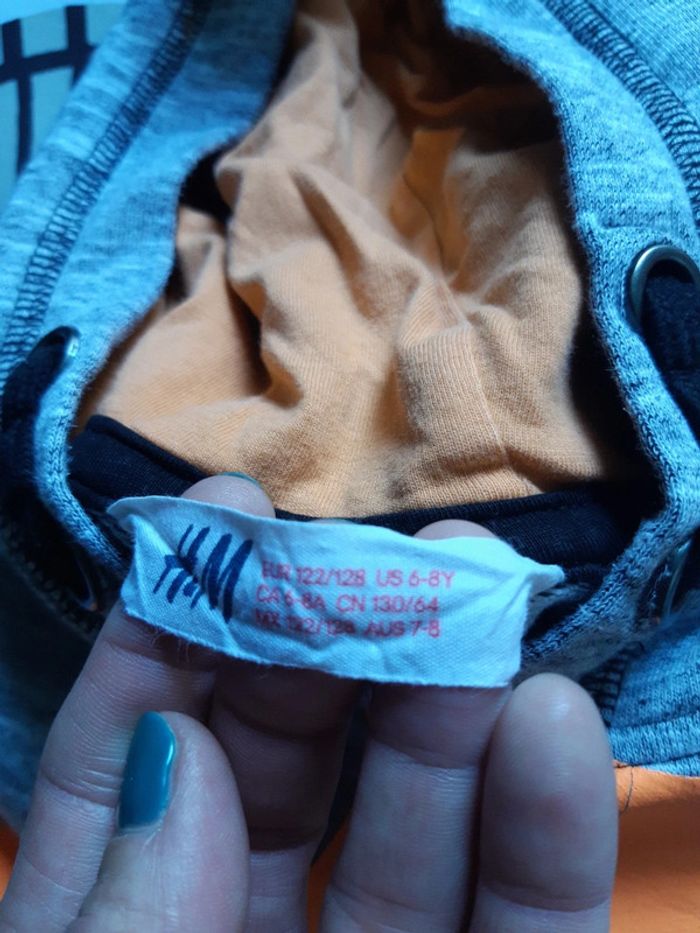 H&M
EUR 122/128 US 6-8Y
CA 6-8A CN 130/64
MX 122/128 AUS 7-8